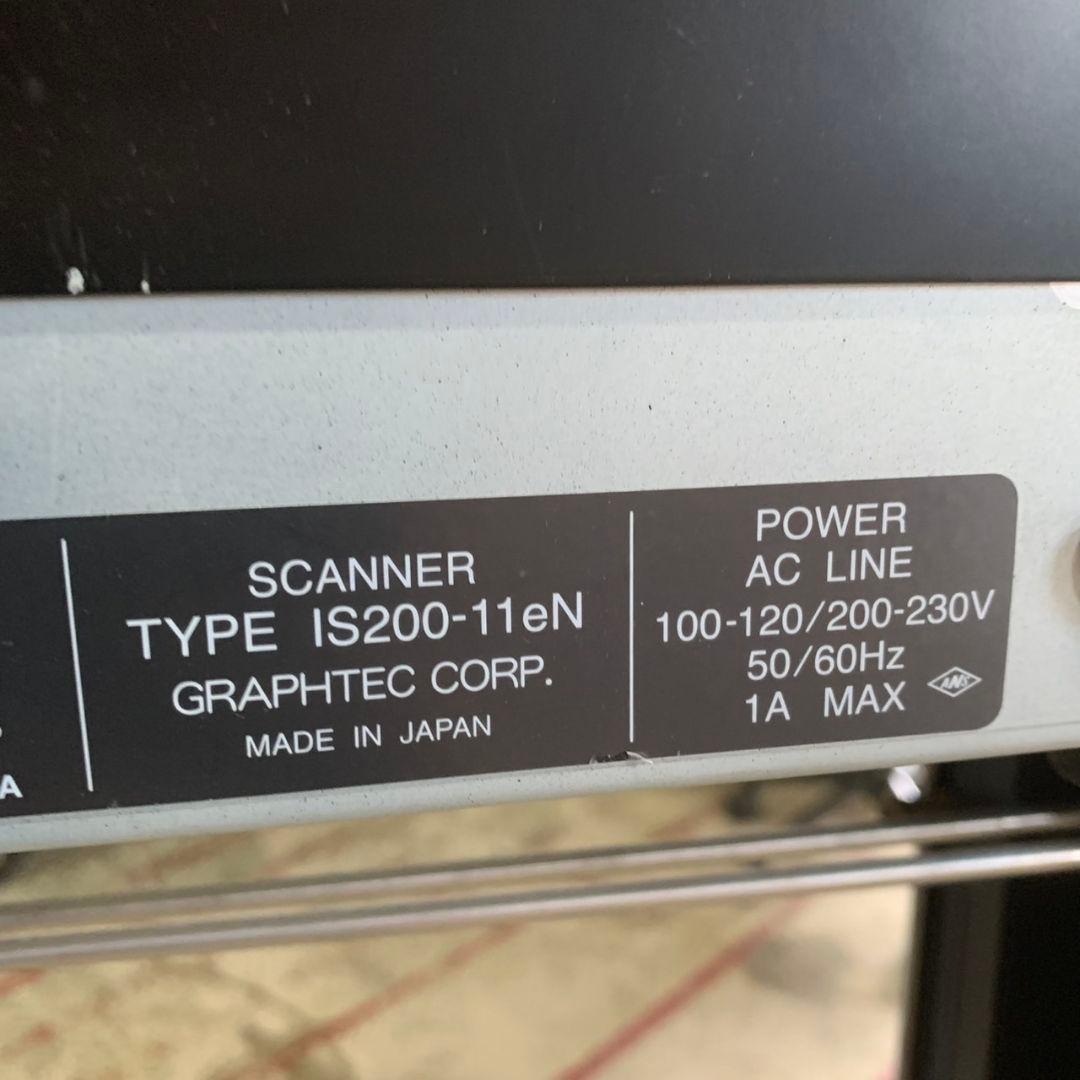 SCANNER
TYPE IS200-11eN
GRAPHTEC CORP.
MADE IN JAPAN
POWER
AC LINE
100-120/200-230V
50/60Hz
1A MAX
A